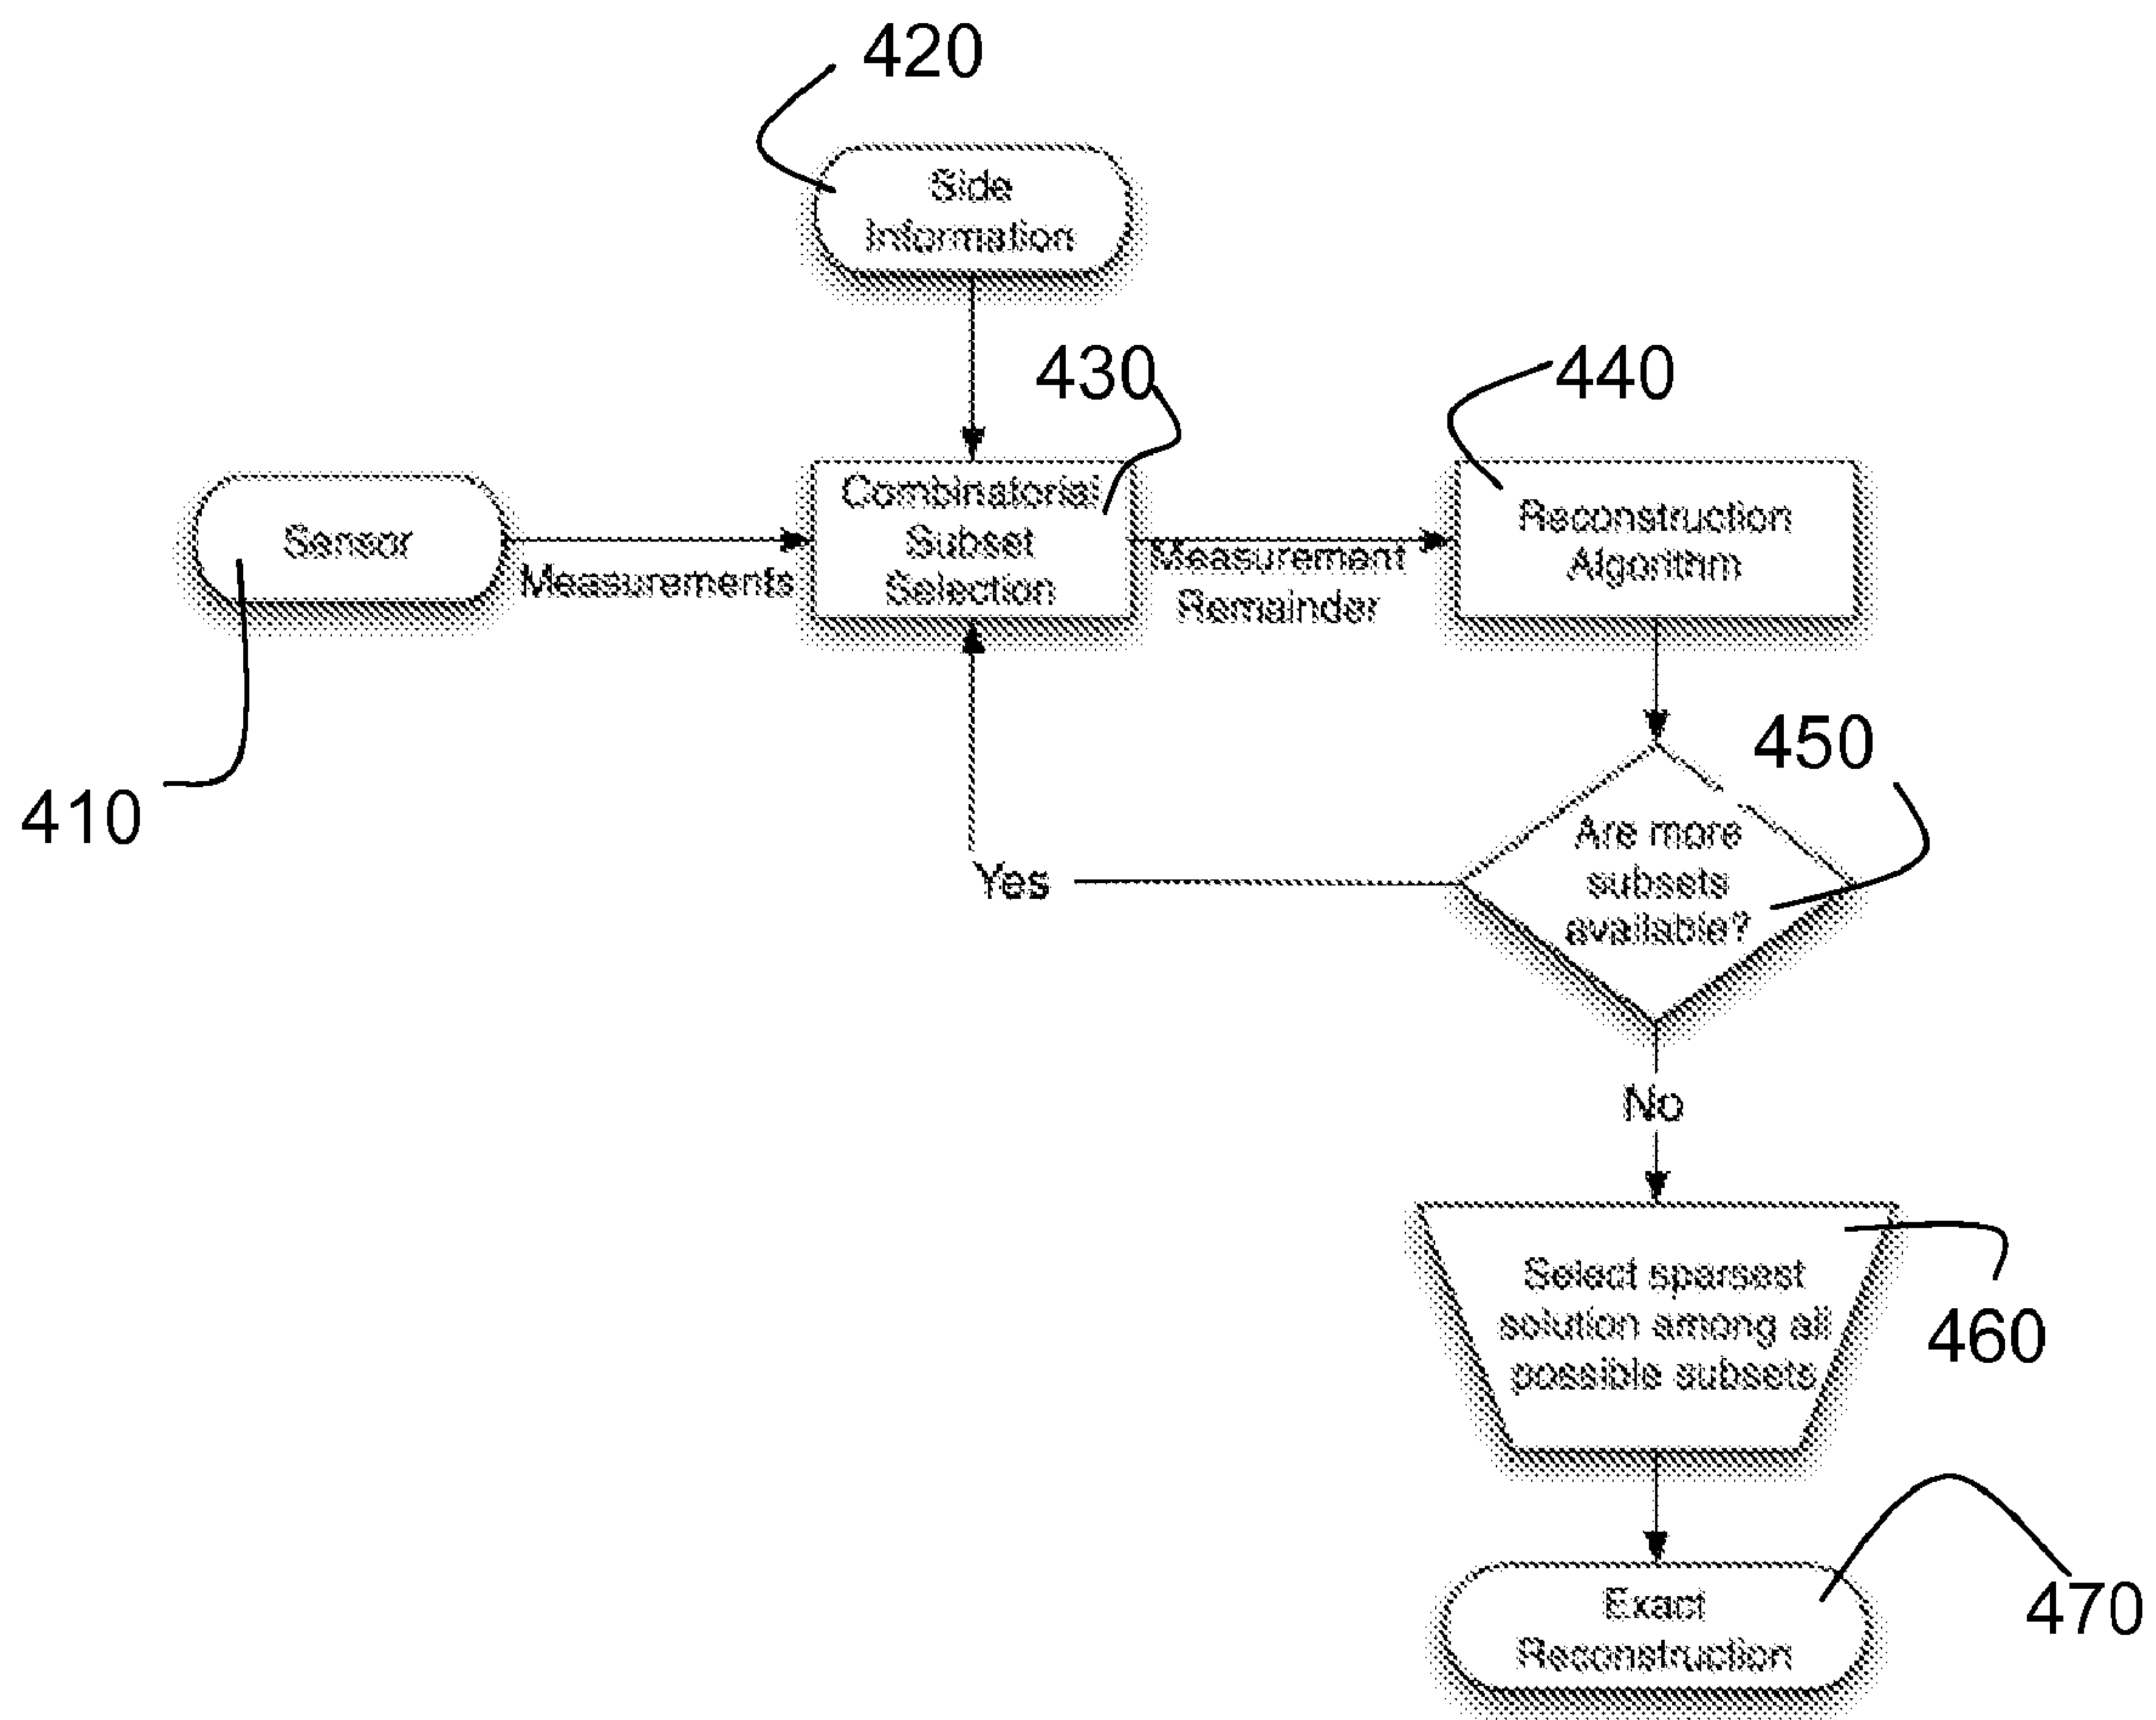 420
Side
Information
430
440
Sensor
Measurements
Combinatorial
Subset
Selection
Measurement
Remainder
Reconstruction
Algorithm
410
450
Are more
subsets
available?
Yes
No
Select sparsest
solution among all
possible subsets
460
Exact
Reconstruction
470